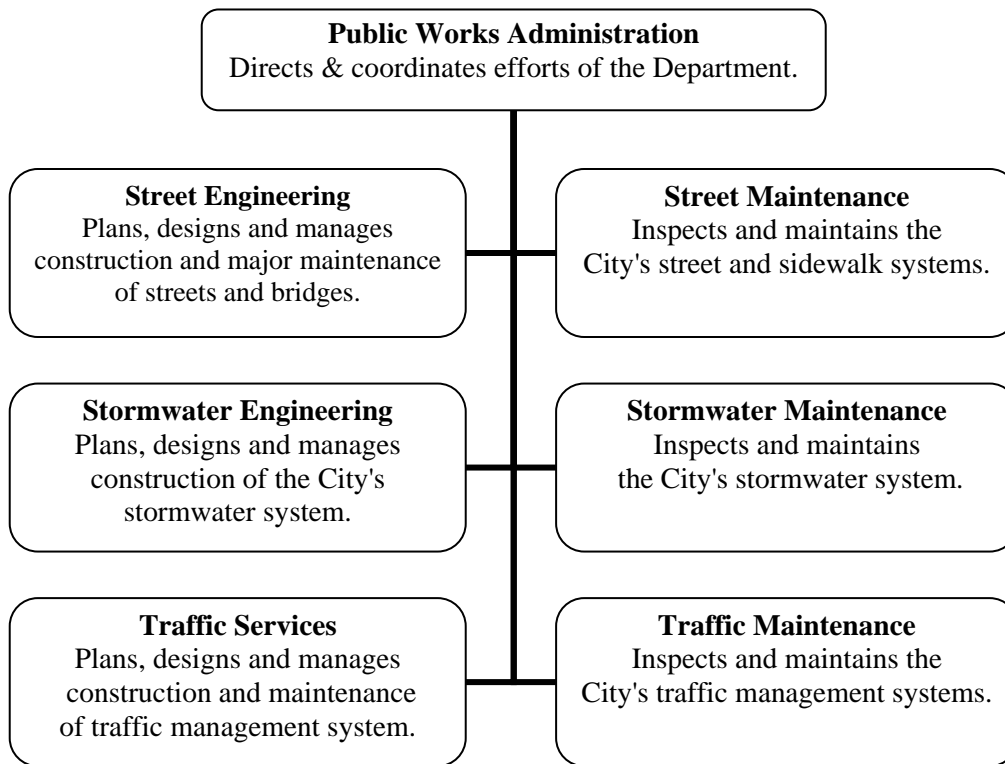 Public Works Administration
Directs & coordinates efforts of the Department.
Street Engineering
Plans, designs and manages
construction and major maintenance
of streets and bridges.
Street Maintenance
Inspects and maintains the
City's street and sidewalk systems.
Stormwater Engineering
Plans, designs and manages
construction of the City's
stormwater system.
Stormwater Maintenance
Inspects and maintains
the City's stormwater system.
Traffic Services
Plans, designs and manages
construction and maintenance
of traffic management system.
Traffic Maintenance
Inspects and maintains the
City's traffic management systems.